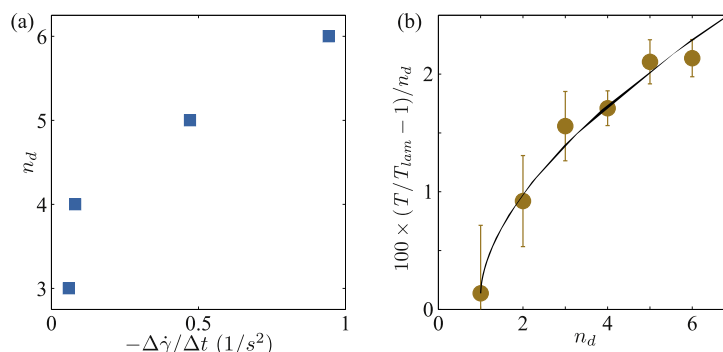 (a)
6
5
4
3
n_d
0
0.5
1
−Δγ̇/Δt (1/s²)
(b)
2
1
0
100 × (T/T_lam − 1)/n_d
2
4
6
n_d